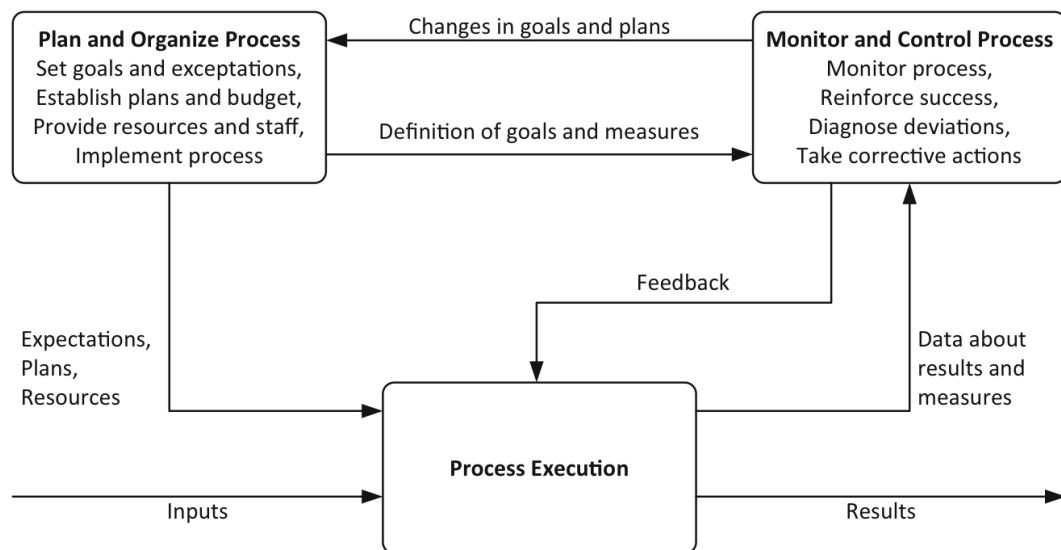 Plan and Organize Process
Set goals and exceptations,
Establish plans and budget,
Provide resources and staff,
Implement process
Changes in goals and plans
Definition of goals and measures
Monitor and Control Process
Monitor process,
Reinforce success,
Diagnose deviations,
Take corrective actions
Feedback
Expectations,
Plans,
Resources
Data about
results and
measures
Process Execution
Inputs
Results